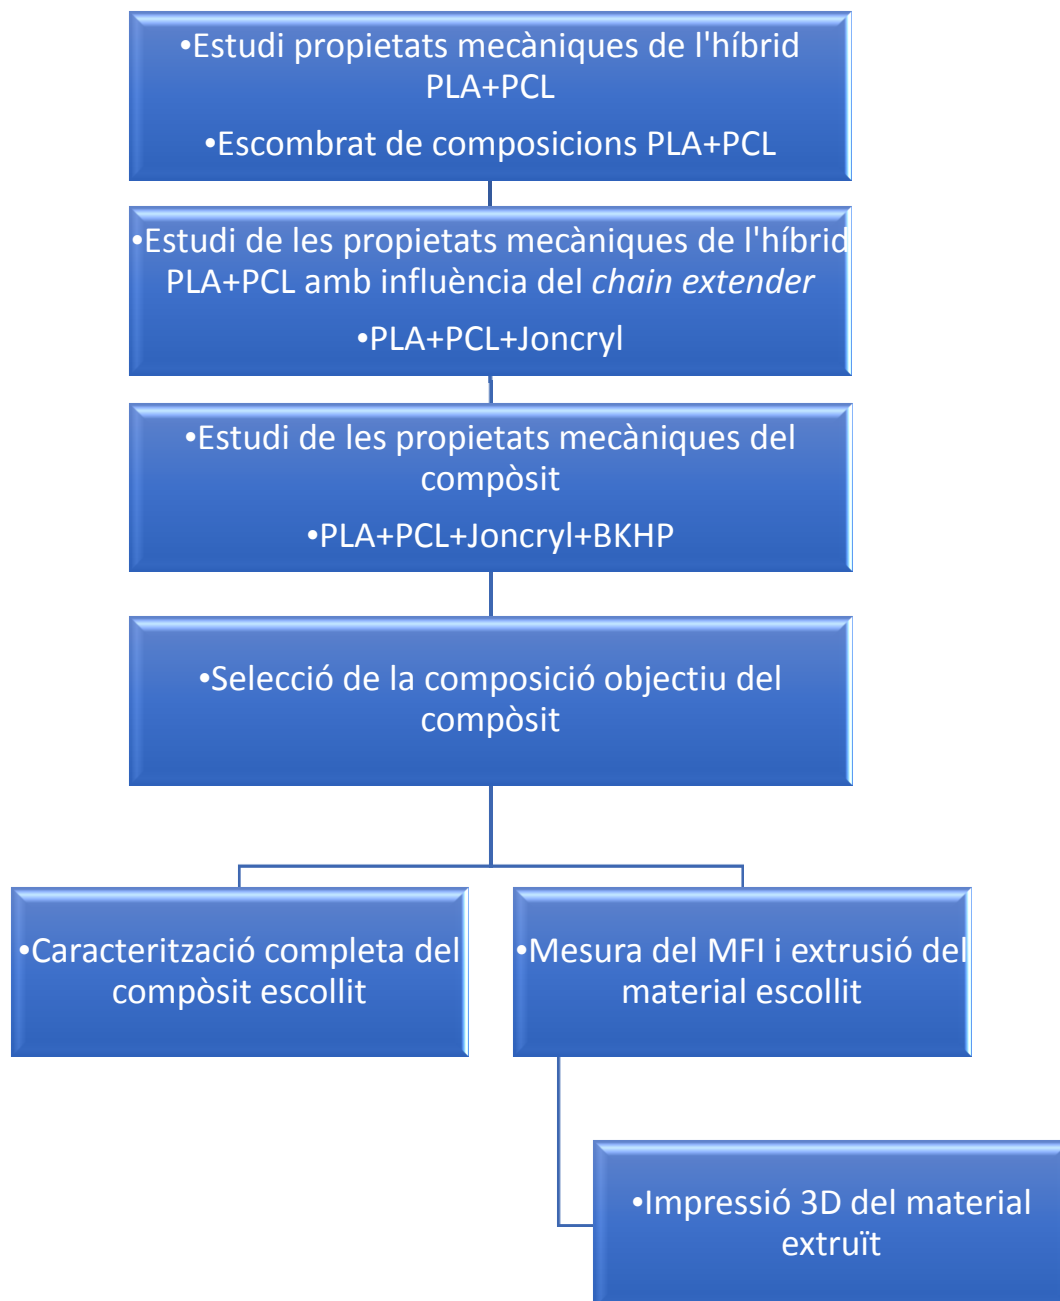 •Estudi propietats mecàniques de l'híbrid
PLA+PCL
•Escombrat de composicions PLA+PCL
•Estudi de les propietats mecàniques de l'híbrid
PLA+PCL amb influència del chain extender
•PLA+PCL+Joncryl
•Estudi de les propietats mecàniques del
compòsit
•PLA+PCL+Joncryl+BKHP
•Selecció de la composició objectiu del
compòsit
•Caracterització completa del
compòsit escollit
•Mesura del MFI i extrusió del
material escollit
•Impressió 3D del material
extruït